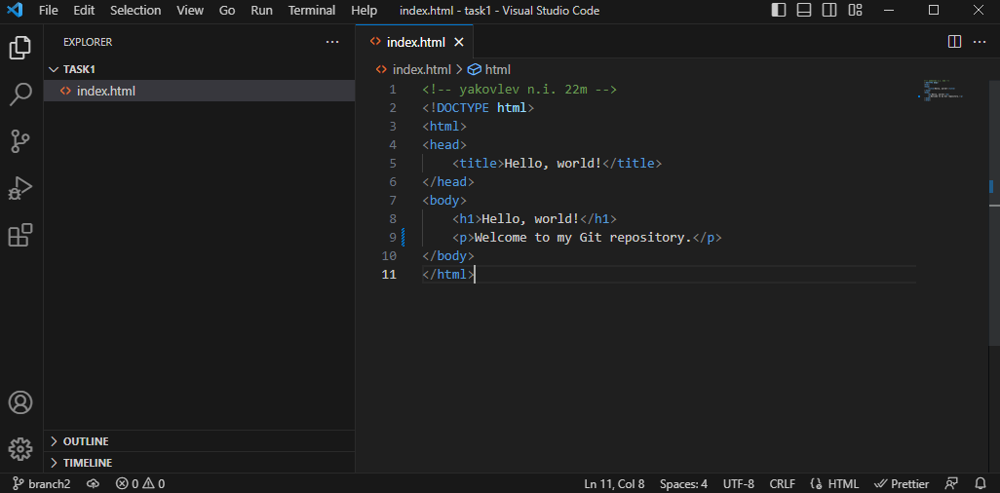 File Edit Selection View Go Run Terminal Help index.html - task1 - Visual Studio Code
EXPLORER
TASK1
index.html
OUTLINE
TIMELINE
index.html
index.html > html
1 <!-- yakovlev n.i. 22m -->
2 <!DOCTYPE html>
3 <html>
4 <head>
5 <title>Hello, world!</title>
6 </head>
7 <body>
8 <h1>Hello, world!</h1>
9 <p>Welcome to my Git repository.</p>
10 </body>
11 </html>
branch2 0 0 Ln 11, Col 8 Spaces: 4 UTF-8 CRLF HTML Prettier